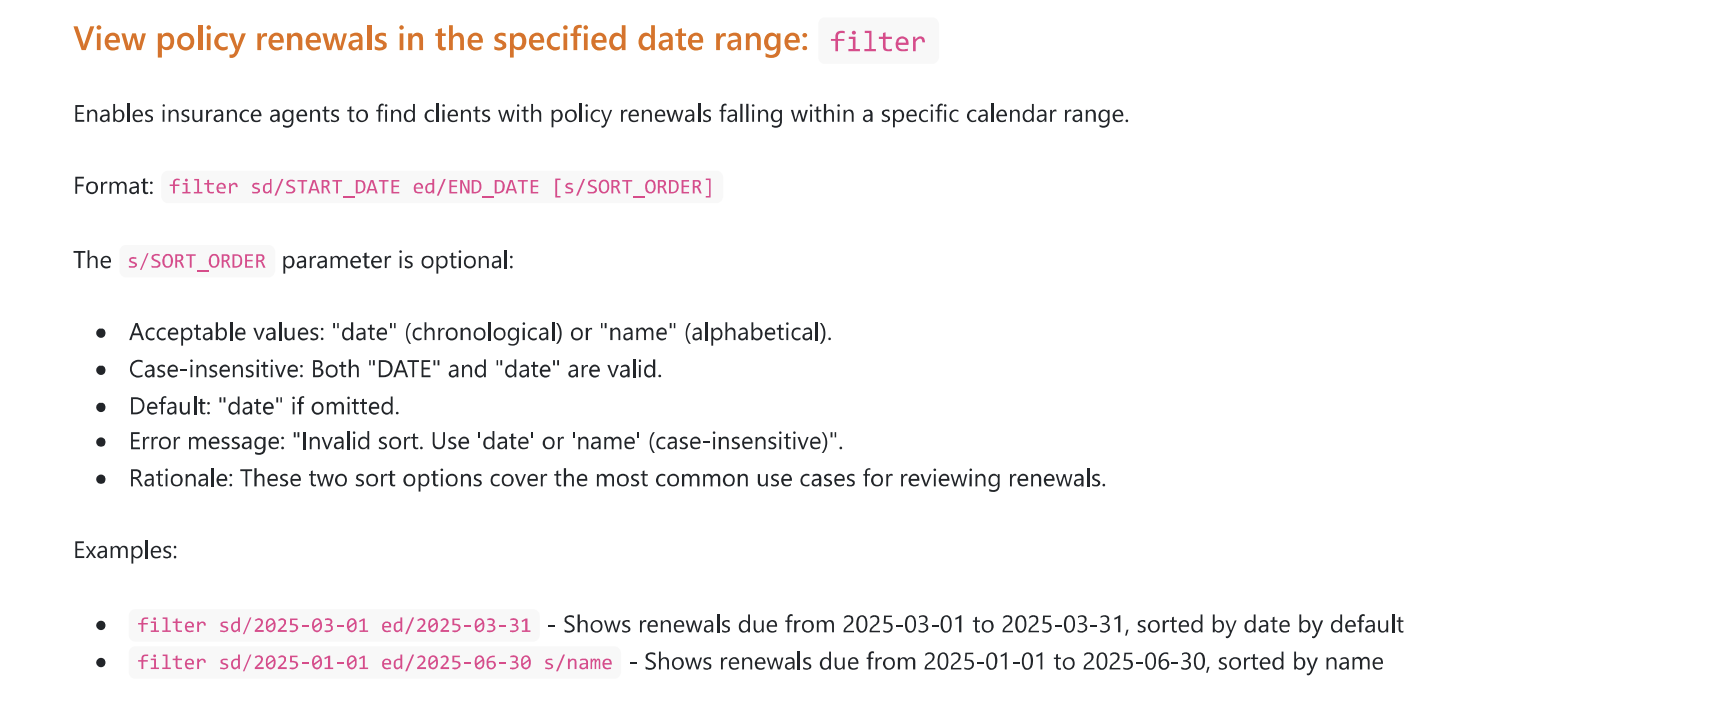 View policy renewals in the specified date range: filter
Enables insurance agents to find clients with policy renewals falling within a specific calendar range.
Format: filter sd/START_DATE ed/END_DATE [s/SORT_ORDER]
The s/SORT_ORDER parameter is optional:
● Acceptable values: "date" (chronological) or "name" (alphabetical).
● Case-insensitive: Both "DATE" and "date" are valid.
● Default: "date" if omitted.
● Error message: "Invalid sort. Use 'date' or 'name' (case-insensitive)".
● Rationale: These two sort options cover the most common use cases for reviewing renewals.
Examples:
● filter sd/2025-03-01 ed/2025-03-31 - Shows renewals due from 2025-03-01 to 2025-03-31, sorted by date by default
● filter sd/2025-01-01 ed/2025-06-30 s/name - Shows renewals due from 2025-01-01 to 2025-06-30, sorted by name